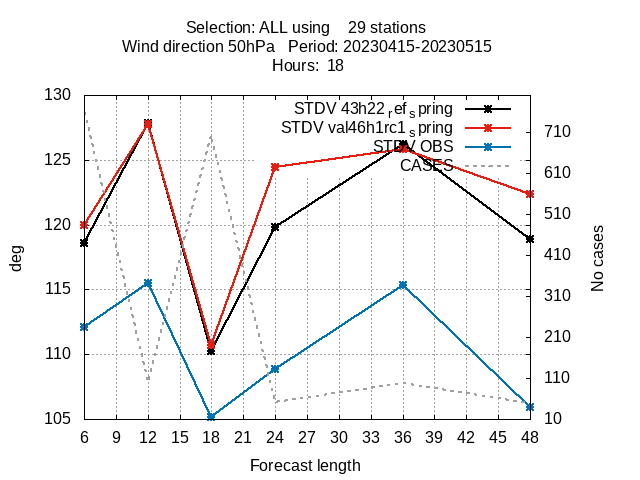 Selection: ALL using 29 stations
Wind direction 50hPa Period: 20230415-20230515
Hours: 18
STDV 43h22refspring
STDV val46h1rc1spring
STDV OBS
CASES
130
125
120
115
110
105
deg
710
610
510
410
310
210
110
10
No cases
6 9 12 15 18 21 24 27 30 33 36 39 42 45 48
Forecast length